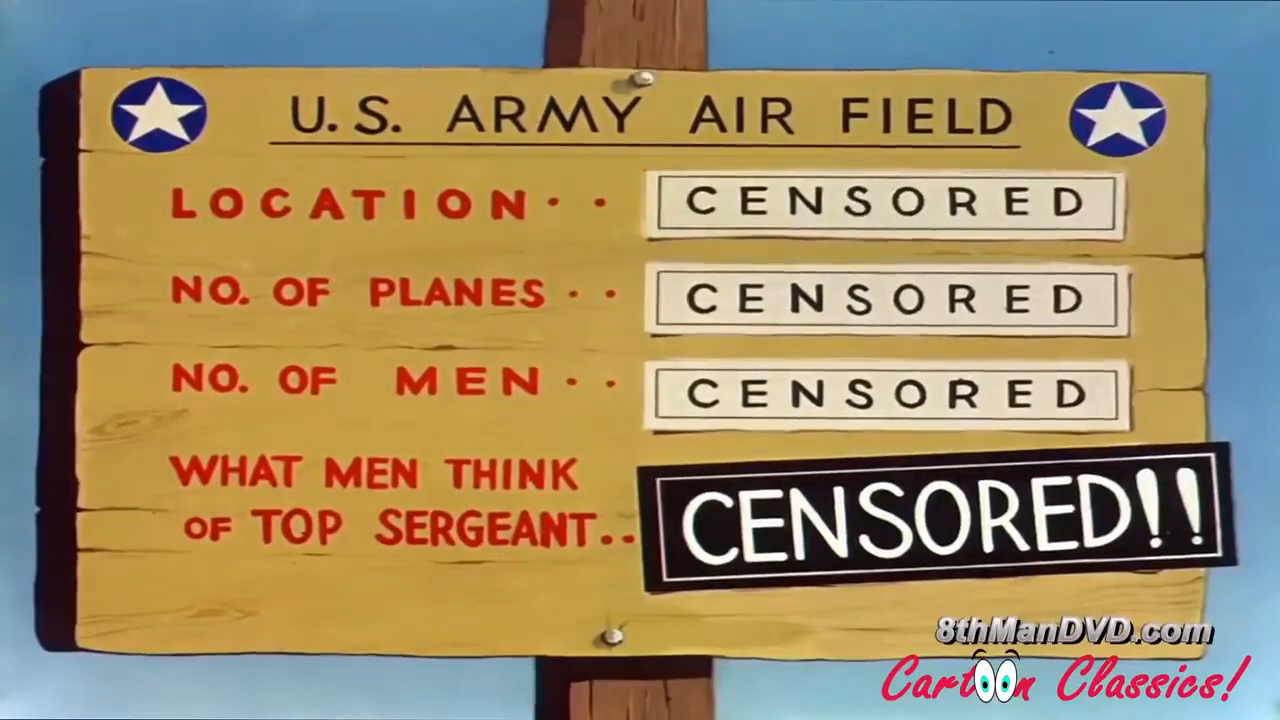 U.S. ARMY AIR FIELD
LOCATION·· CENSORED
NO. OF PLANES·· CENSORED
NO. OF MEN·· CENSORED
WHAT MEN THINK
OF TOP SERGEANT.. CENSORED!!
8thManDVD.com
Cartoon Classics!